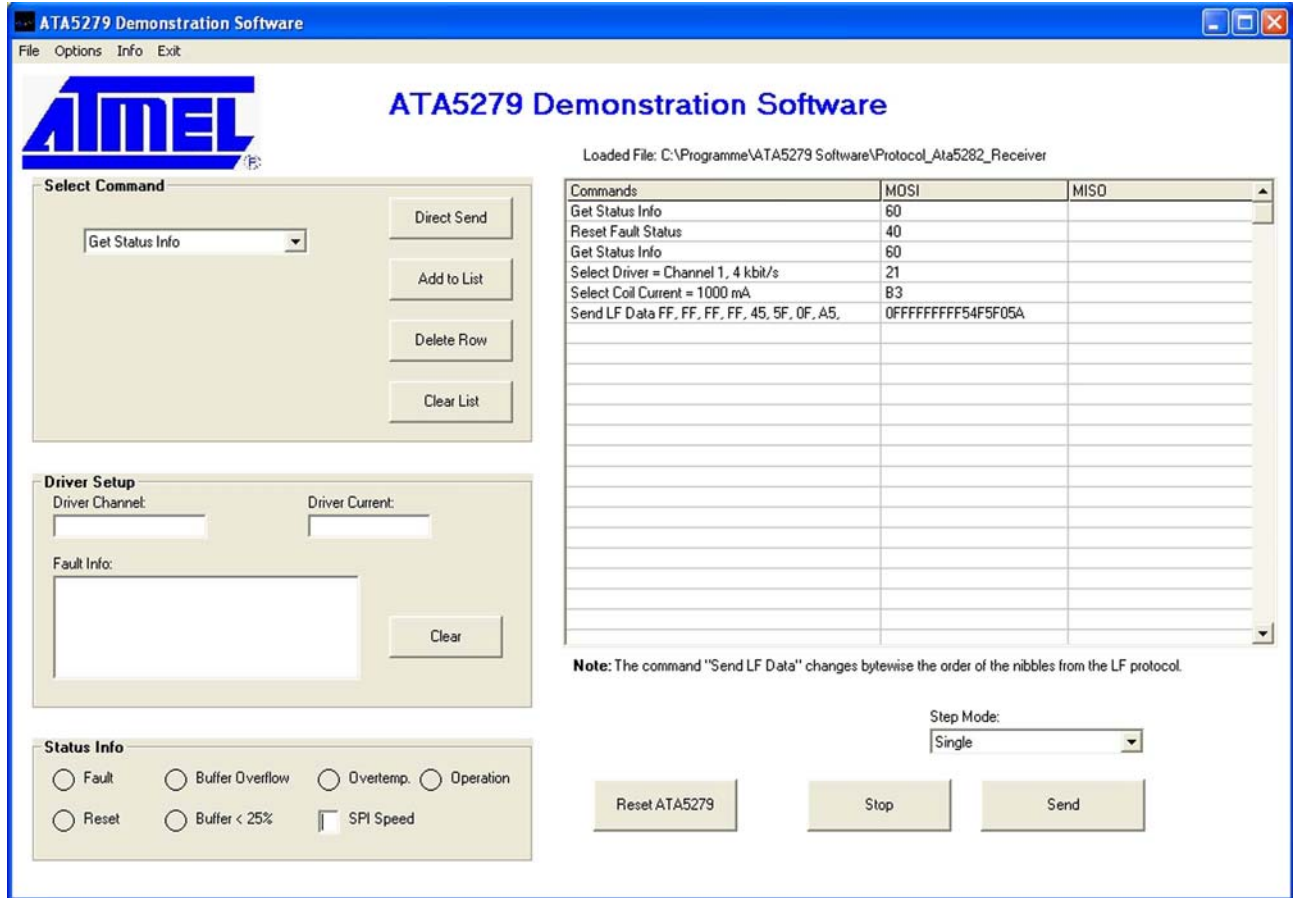 ATA5279 Demonstration Software
File Options Info Exit
ATMEL ®
ATA5279 Demonstration Software
Loaded File: C:\Programme\ATA5279 Software\Protocol_Ata5282_Receiver
Select Command
Get Status Info
Direct Send
Add to List
Delete Row
Clear List
Commands MOSI MISO
Get Status Info 60
Reset Fault Status 40
Get Status Info 60
Select Driver = Channel 1, 4 kbit/s 21
Select Coil Current = 1000 mA B3
Send LF Data FF, FF, FF, FF, 45, 5F, 0F, A5, 0FFFFFFFFF54F5F05A
Driver Setup
Driver Channel: Driver Current:
Fault Info:
Clear
Note: The command "Send LF Data" changes bytewise the order of the nibbles from the LF protocol.
Status Info
Fault Buffer Overflow Overtemp. Operation
Reset Buffer < 25% SPI Speed
Step Mode:
Single
Reset ATA5279 Stop Send